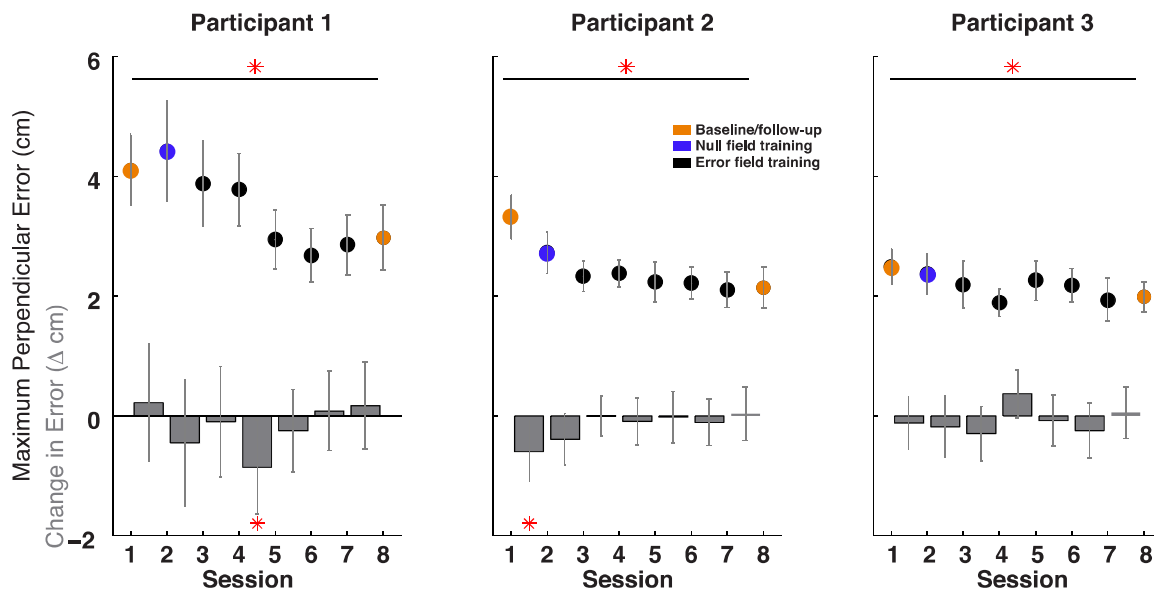 Participant 1
Participant 2
Participant 3
Maximum Perpendicular Error (cm)
Change in Error (Δ cm)
6
4
2
0
−2
*
*
*
Baseline/follow-up
Null field training
Error field training
*
*
1 2 3 4 5 6 7 8
1 2 3 4 5 6 7 8
1 2 3 4 5 6 7 8
Session
Session
Session